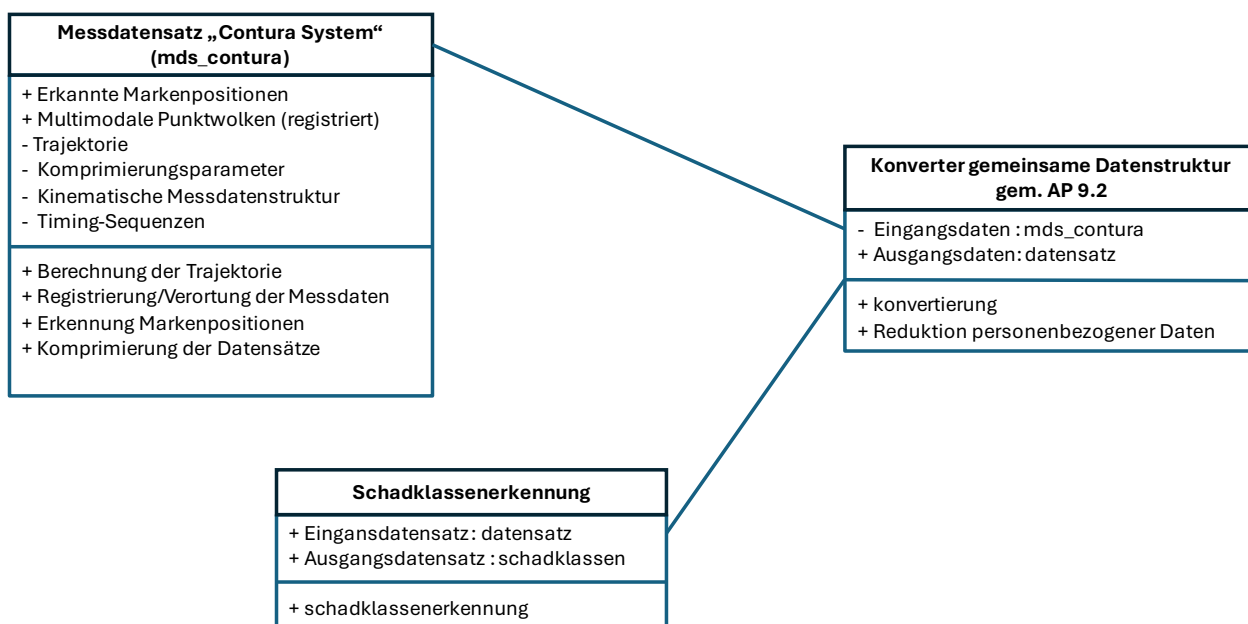 Messdatensatz „Contura System“
(mds_contura)
+ Erkannte Markenpositionen
+ Multimodale Punktwolken (registriert)
- Trajektorie
- Komprimierungsparameter
- Kinematische Messdatenstruktur
- Timing-Sequenzen
+ Berechnung der Trajektorie
+ Registrierung/Verortung der Messdaten
+ Erkennung Markenpositionen
+ Komprimierung der Datensätze
Konverter gemeinsame Datenstruktur
gem. AP 9.2
- Eingangsdaten : mds_contura
+ Ausgangsdaten: datensatz
+ konvertierung
+ Reduktion personenbezogener Daten
Schadklassenerkennung
+ Eingansdatensatz: datensatz
+ Ausgangsdatensatz : schadklassen
+ schadklassenerkennung